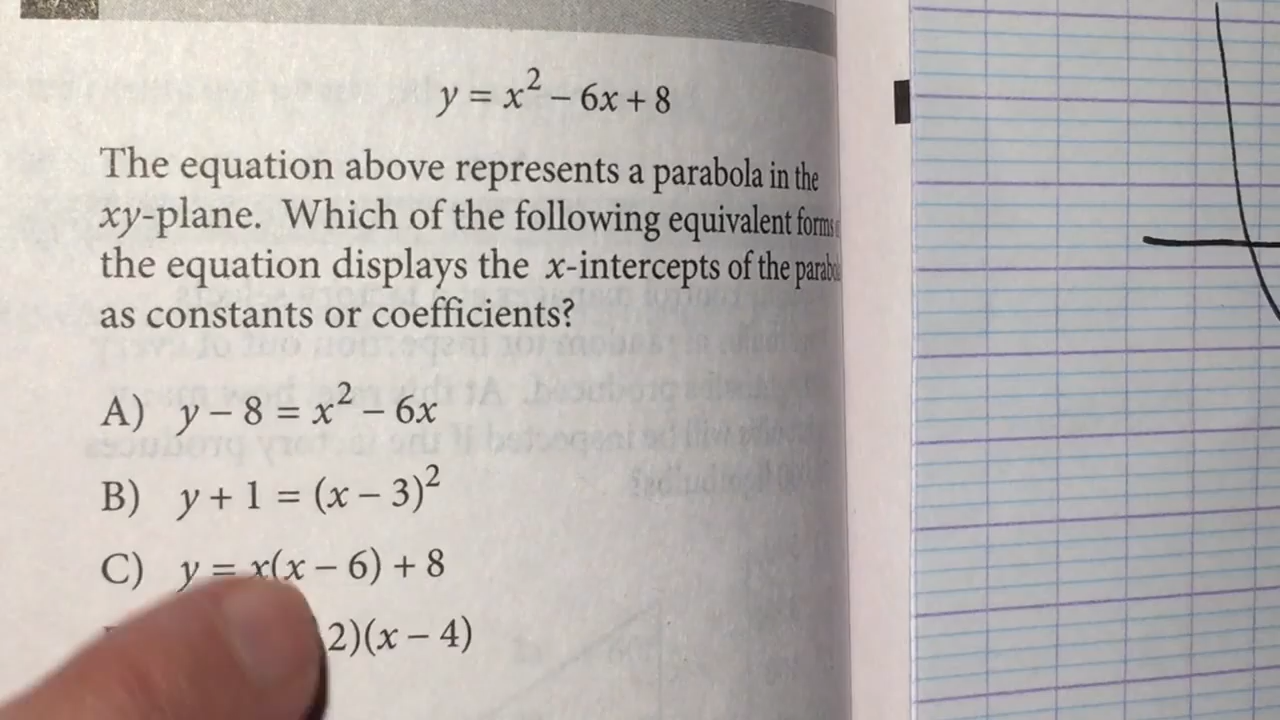 y = x² – 6x + 8
The equation above represents a parabola in the
xy-plane. Which of the following equivalent forms
the equation displays the x-intercepts of the
as constants or coefficients?
A) y – 8 = x² – 6x
B) y + 1 = (x – 3)²
C) y = x(x – 6) + 8
2)(x – 4)